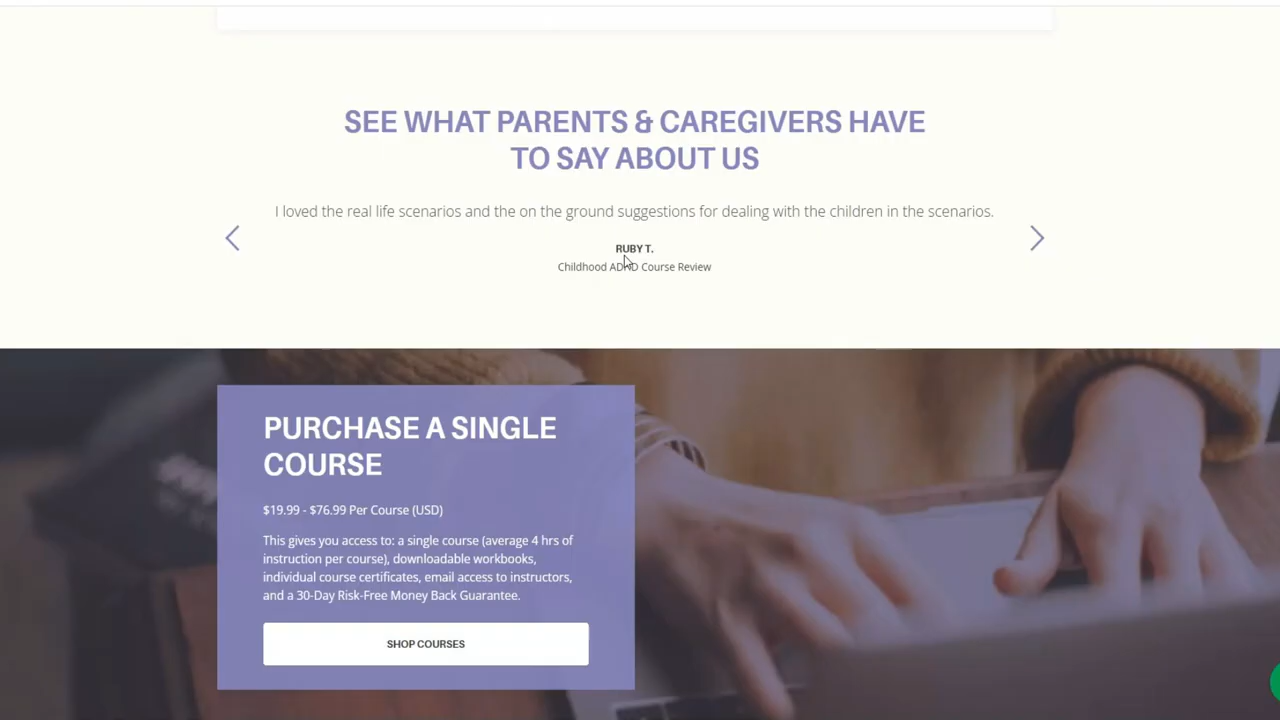 SEE WHAT PARENTS & CAREGIVERS HAVE
TO SAY ABOUT US
I loved the real life scenarios and the on the ground suggestions for dealing with the children in the scenarios.
RUBY T.
Childhood ADHD Course Review
PURCHASE A SINGLE
COURSE
$19.99 - $76.99 Per Course (USD)
This gives you access to: a single course (average 4 hrs of
instruction per course), downloadable workbooks,
individual course certificates, email access to instructors,
and a 30-Day Risk-Free Money Back Guarantee.
SHOP COURSES